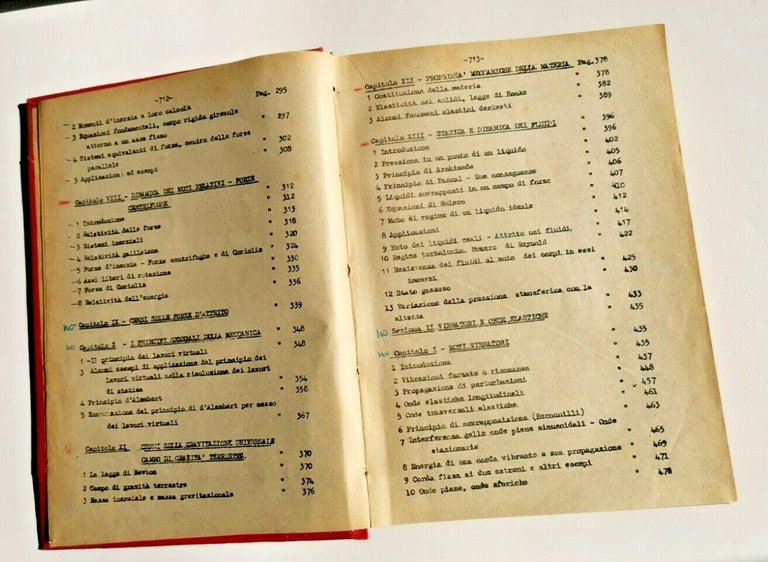 -712-
Pag. 295
- 2 Momenti d'inerzia e loro calcolo
- 3 Equazioni fondamentali, campo rigido girevole
attorno a un asse fisso " 297
- 4 Sistemi equivalenti di forze, centro delle forze " 302
parallele " 308
- 5 Applicazioni ad esempi
Capitolo VIII - DINAMICA DEI MOTI RELATIVI - FORZE " 312
CENTRIFUGHE " 312
- 1 Introduzione " 313
- 2 Relatività delle forze " 318
- 3 Sistemi inerziali " 320
- 4 Relatività galileiana " 324
- 5 Forze d'inerzia - Forze centrifughe e di Coriolis " 330
- 6 Assi liberi di rotazione " 335
- 7 Forza di Coriolis " 336
- 8 Relatività dell'energia
NO Capitolo IX - CENNI SULLE FORZE D'ATTRITO " 339
NO Capitolo X - I PRINCIPI GENERALI DELLA MECCANICA " 348
1 - Il principio dei lavori virtuali " 348
3 Alcuni esempi di applicazione del principio dei
lavori virtuali nella risoluzione dei lavori
di statica " 354
4 Principio d'Alembert " 358
5 Enunciazione del principio di d'Alembert per mezzo
dei lavori virtuali " 367
Capitolo XI - CENNI SULLA GRAVITAZIONE UNIVERSALE
CAMPO DI GRAVITA' TERRESTRE. " 370
1 La legge di Newton " 370
2 Campo di gravità terrestre " 374
3 Massa inerziale e massa gravitazionale " 376
-713-
Capitolo XII - PROPRIETA' MECCANICHE DELLA MATERIA Pag. 378
1 Costituzione della materia " 378
2 Elasticità nei solidi, legge di Hooke " 382
3 Alcuni fenomeni elastici derivati " 389
Capitolo XIII - STATICA E DINAMICA DEI FLUIDI " 396
1 Introduzione " 396
2 Pressione in un punto di un liquido " 402
3 Principio di Archimede " 405
4 Principio di Pascal - Sue conseguenze " 406
5 Liquidi sovrapposti in un campo di forze " 407
6 Equazioni di Eulero " 410
7 Moto di regime di un liquido ideale " 412
8 Applicazioni " 414
9 Moto dei liquidi reali - Attrito nei fluidi. " 417
10 Regime turbolento. Numero di Reynold " 422
11 Resistenza dei fluidi al moto dei corpi in essi
immersi " 425
12 Stato gassoso " 430
13 Variazione della pressione atmosferica con la
altezza " 433
NO Sezione II VIBRATORI E ONDE ELASTICHE " 435
NO Capitolo I - MOTI VIBRATORI " 435
1 Introduzione " 437
2 Vibrazioni forzate e risonanza " 448
3 Propagazione di perturbazioni " 457
4 Onde elastiche longitudinali " 461
5 Onde trasversali elastiche. " 463
6 Principio di sovrapposizione (Bernouilli)
7 Interferenza delle onde piane sinusoidali - Onde
stazionarie " 465
8 Energia di una corda vibrante e sua propagazione " 469
9 Corda fissa ai due estremi e altri esempi " 471
10 Onde piane, onde sferiche " 478